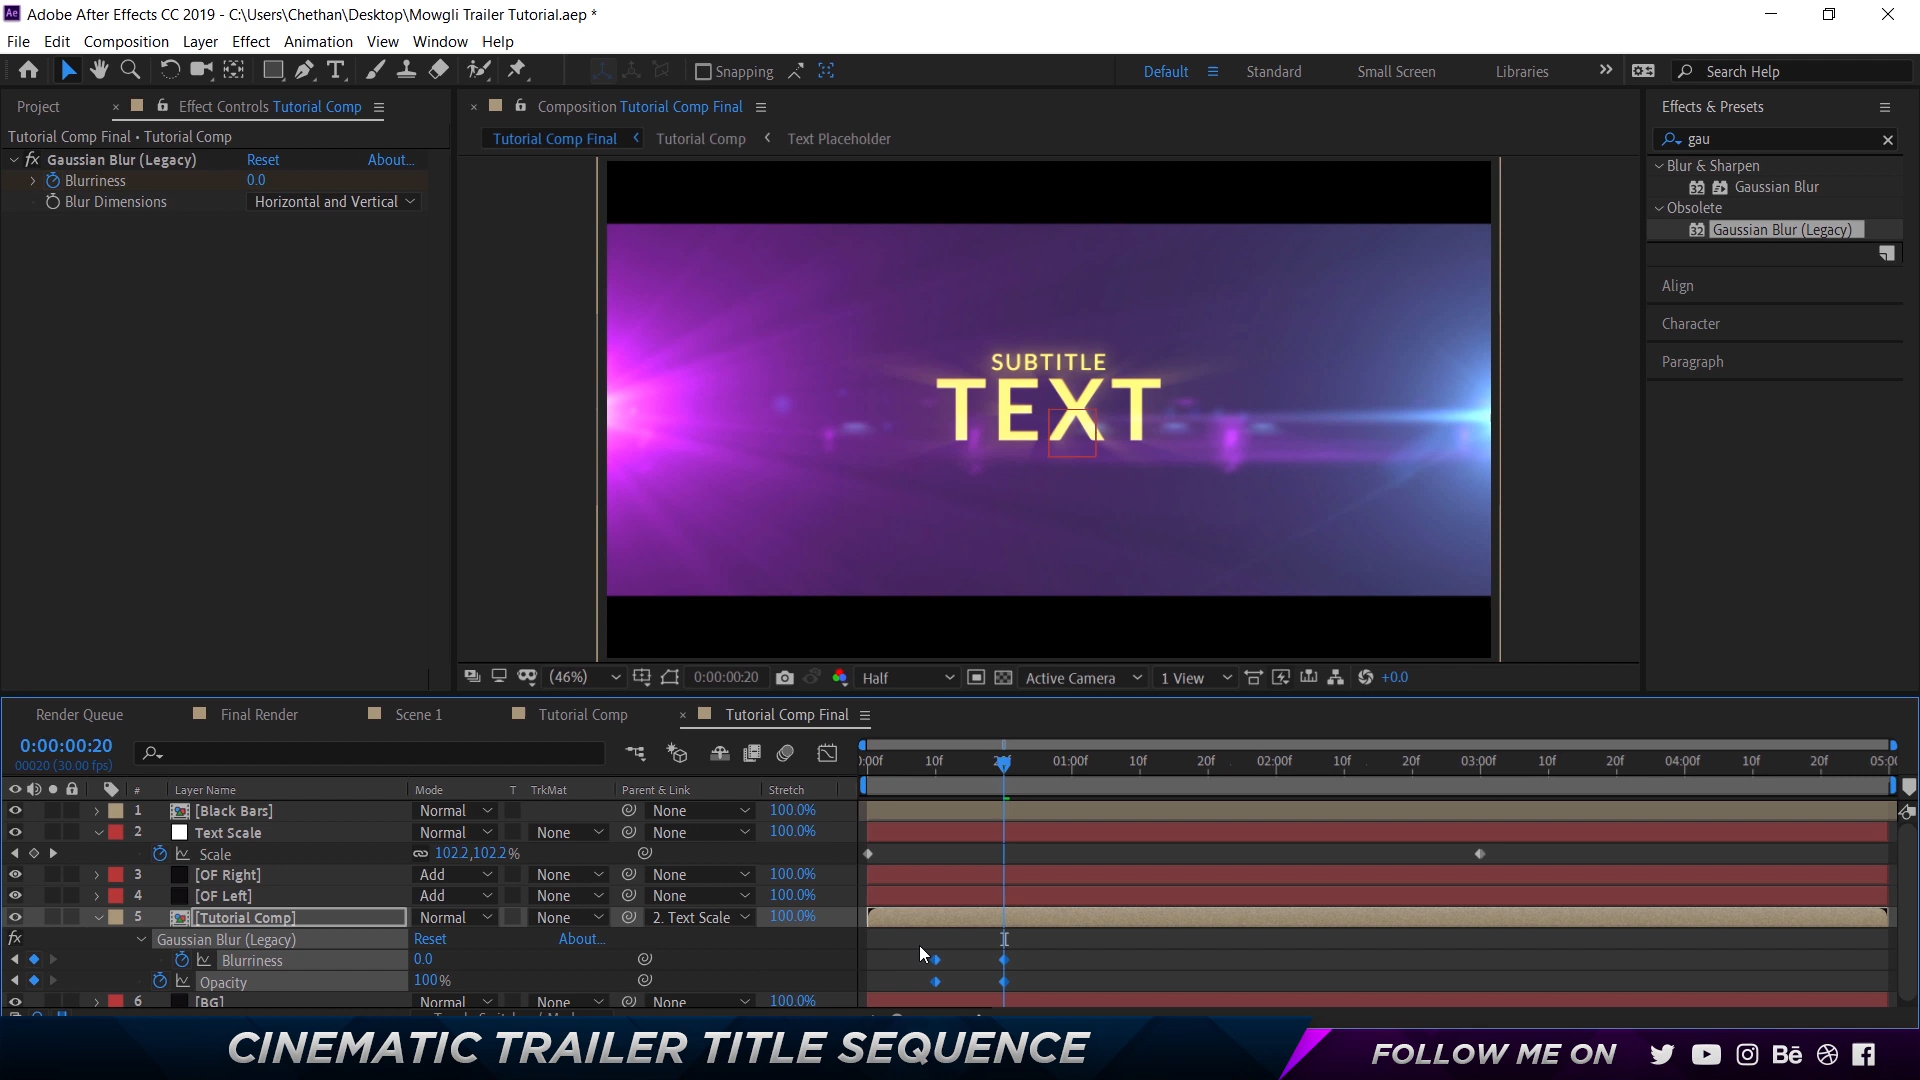 Adobe After Effects CC 2019 - C:\Users\Chethan\Desktop\Mowgli Trailer Tutorial.aep *
File Edit Composition Layer Effect Animation View Window Help
Snapping Default Standard Small Screen Libraries Search Help
Project Effect Controls Tutorial Comp
Tutorial Comp Final • Tutorial Comp
fx Gaussian Blur (Legacy) Reset About...
Blurriness 0.0
Blur Dimensions Horizontal and Vertical
Composition Tutorial Comp Final
Tutorial Comp Final Tutorial Comp Text Placeholder
SUBTITLE
TEXT
(46%) 0:00:00:20 Half Active Camera 1 View +0.0
Effects & Presets
gau
Blur & Sharpen
32 Gaussian Blur
Obsolete
32 Gaussian Blur (Legacy)
Align
Character
Paragraph
Render Queue Final Render Scene 1 Tutorial Comp Tutorial Comp Final
0:00:00:20
00020 (30.00 fps)
):00f 10f 20f 01:00f 10f 20f 02:00f 10f 20f 03:00f 10f 20f 04:00f 10f 20f 05:00
# Layer Name Mode T TrkMat Parent & Link Stretch
1 [Black Bars] Normal None 100.0%
2 Text Scale Normal None None 100.0%
Scale 102.2,102.2%
3 [OF Right] Add None None 100.0%
4 [OF Left] Add None None 100.0%
5 [Tutorial Comp] Normal None 2. Text Scale 100.0%
fx Gaussian Blur (Legacy) Reset About...
Blurriness 0.0
Opacity 100%
6 [BG] Normal None None 100.0%
CINEMATIC TRAILER TITLE SEQUENCE
FOLLOW ME ON